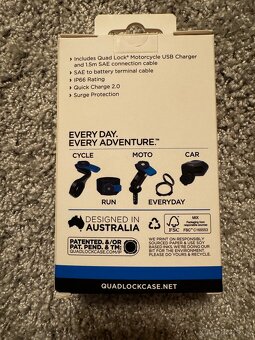 › Includes Quad Lock® Motorcycle USB Charger
and 1.5m SAE connection cable
› SAE to battery terminal cable
› IP66 Rating
› Quick Charge 2.0
› Surge Protection
EVERY DAY.
EVERY ADVENTURE.™
CYCLE MOTO CAR
RUN EVERYDAY
DESIGNED IN
AUSTRALIA
PATENTED. &/OR
PAT. PEND. & TM:
QUADLOCKCASE.COM/IP
FSC
MIX
WE PRINT ON RESPONSIBLY
SOURCED PAPER & USE SOY
BASED INKS. WE'RE DOING OUR
BIT FOR THE ENVIRONMENT,
PLEASE DO YOURS & RECYCLE.
QUADLOCKCASE.NET